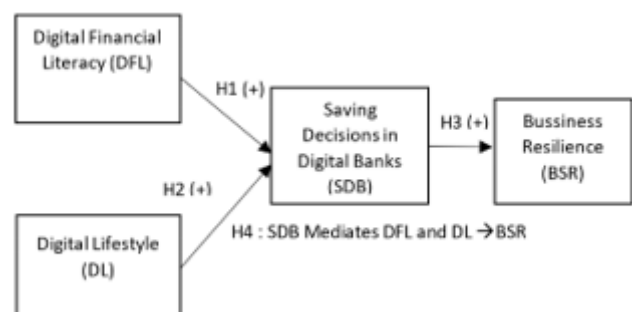 Digital Financial
Literacy (DFL)
H1 (+)
Saving
Decisions in
Digital Banks
(SDB)
H3 (+)
Bussiness
Resilience
(BSR)
H2 (+)
Digital Lifestyle
(DL)
H4 : SDB Mediates DFL and DL →BSR